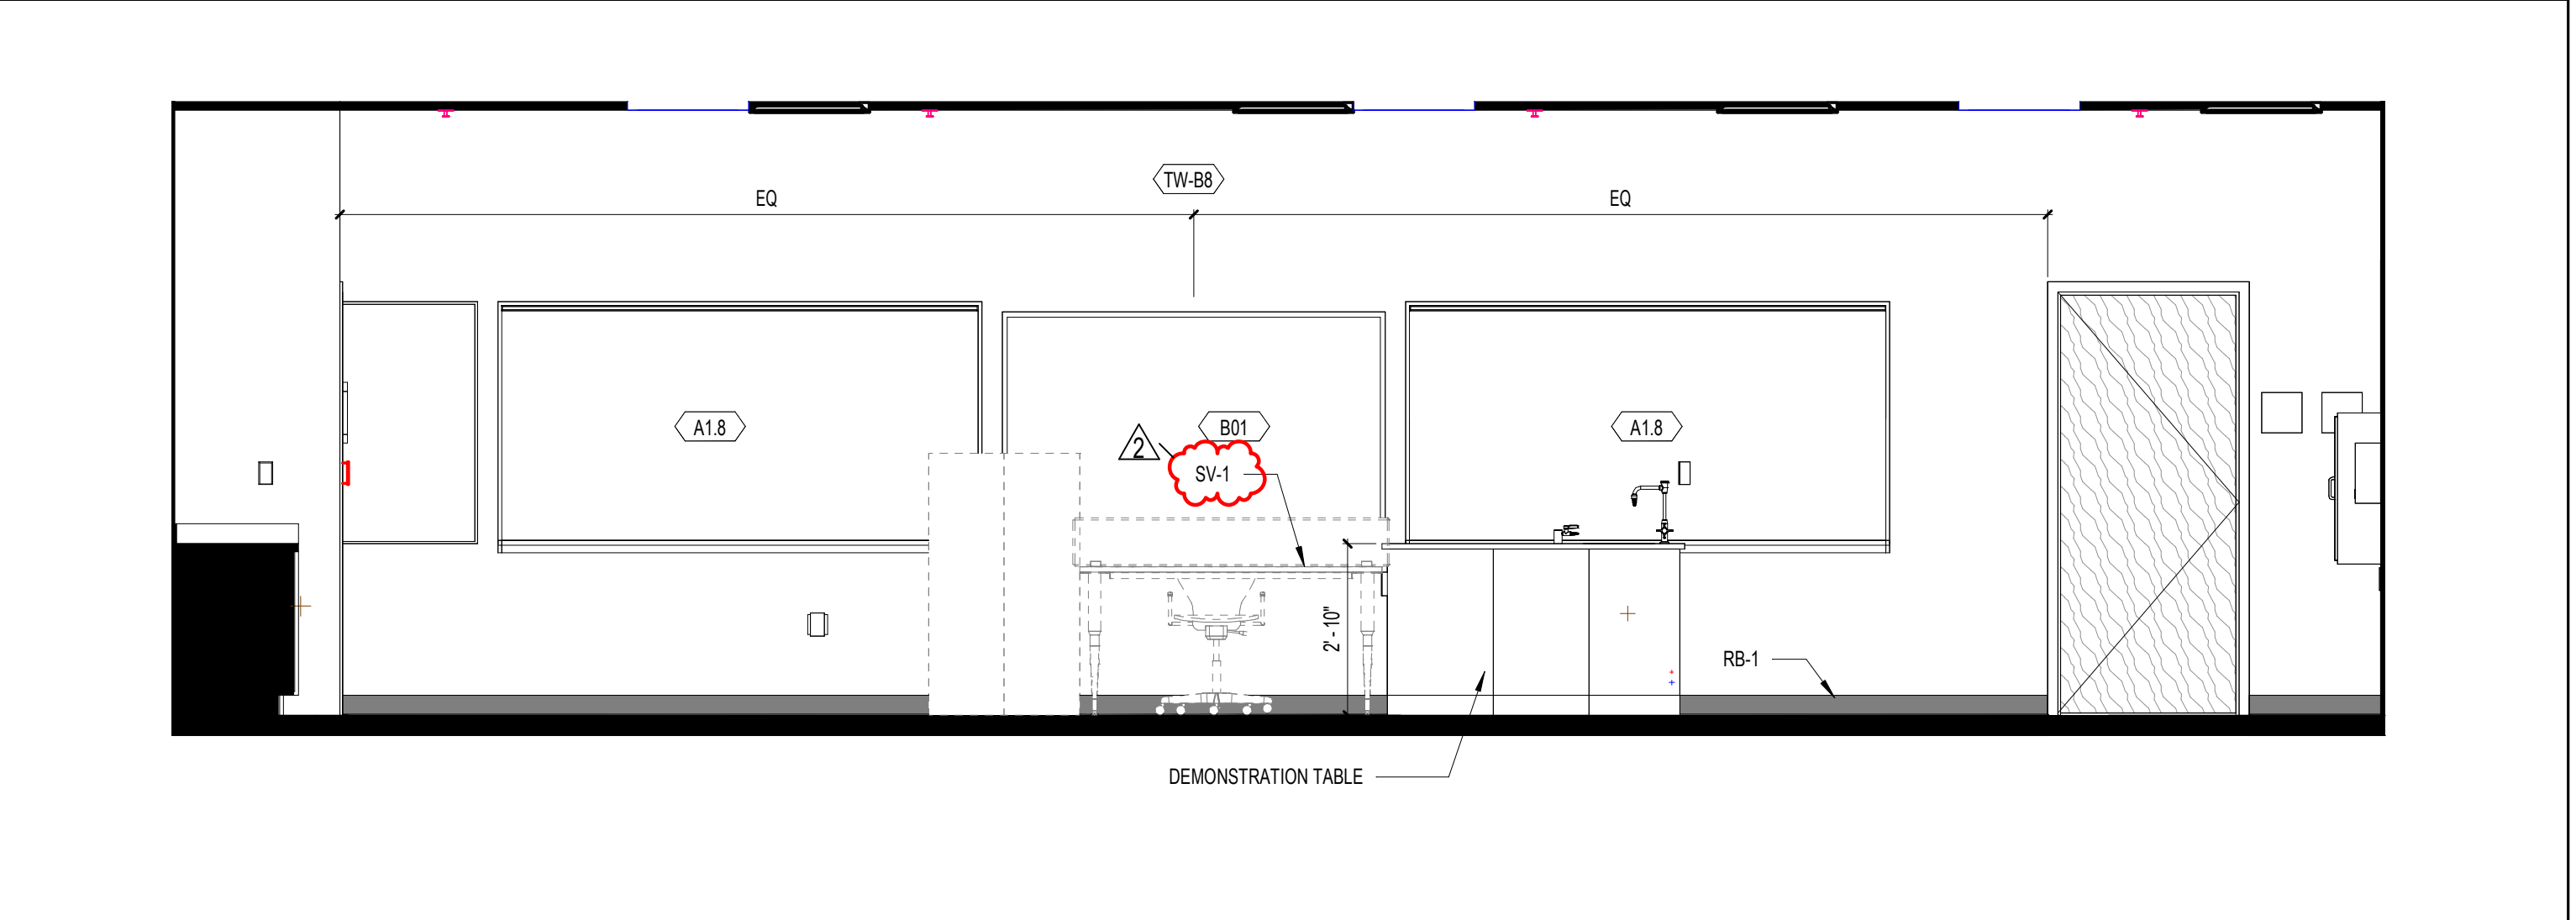 TW-B8
EQ
EQ
A1.8
B01
A1.8
2
SV-1
2' - 10"
RB-1
DEMONSTRATION TABLE